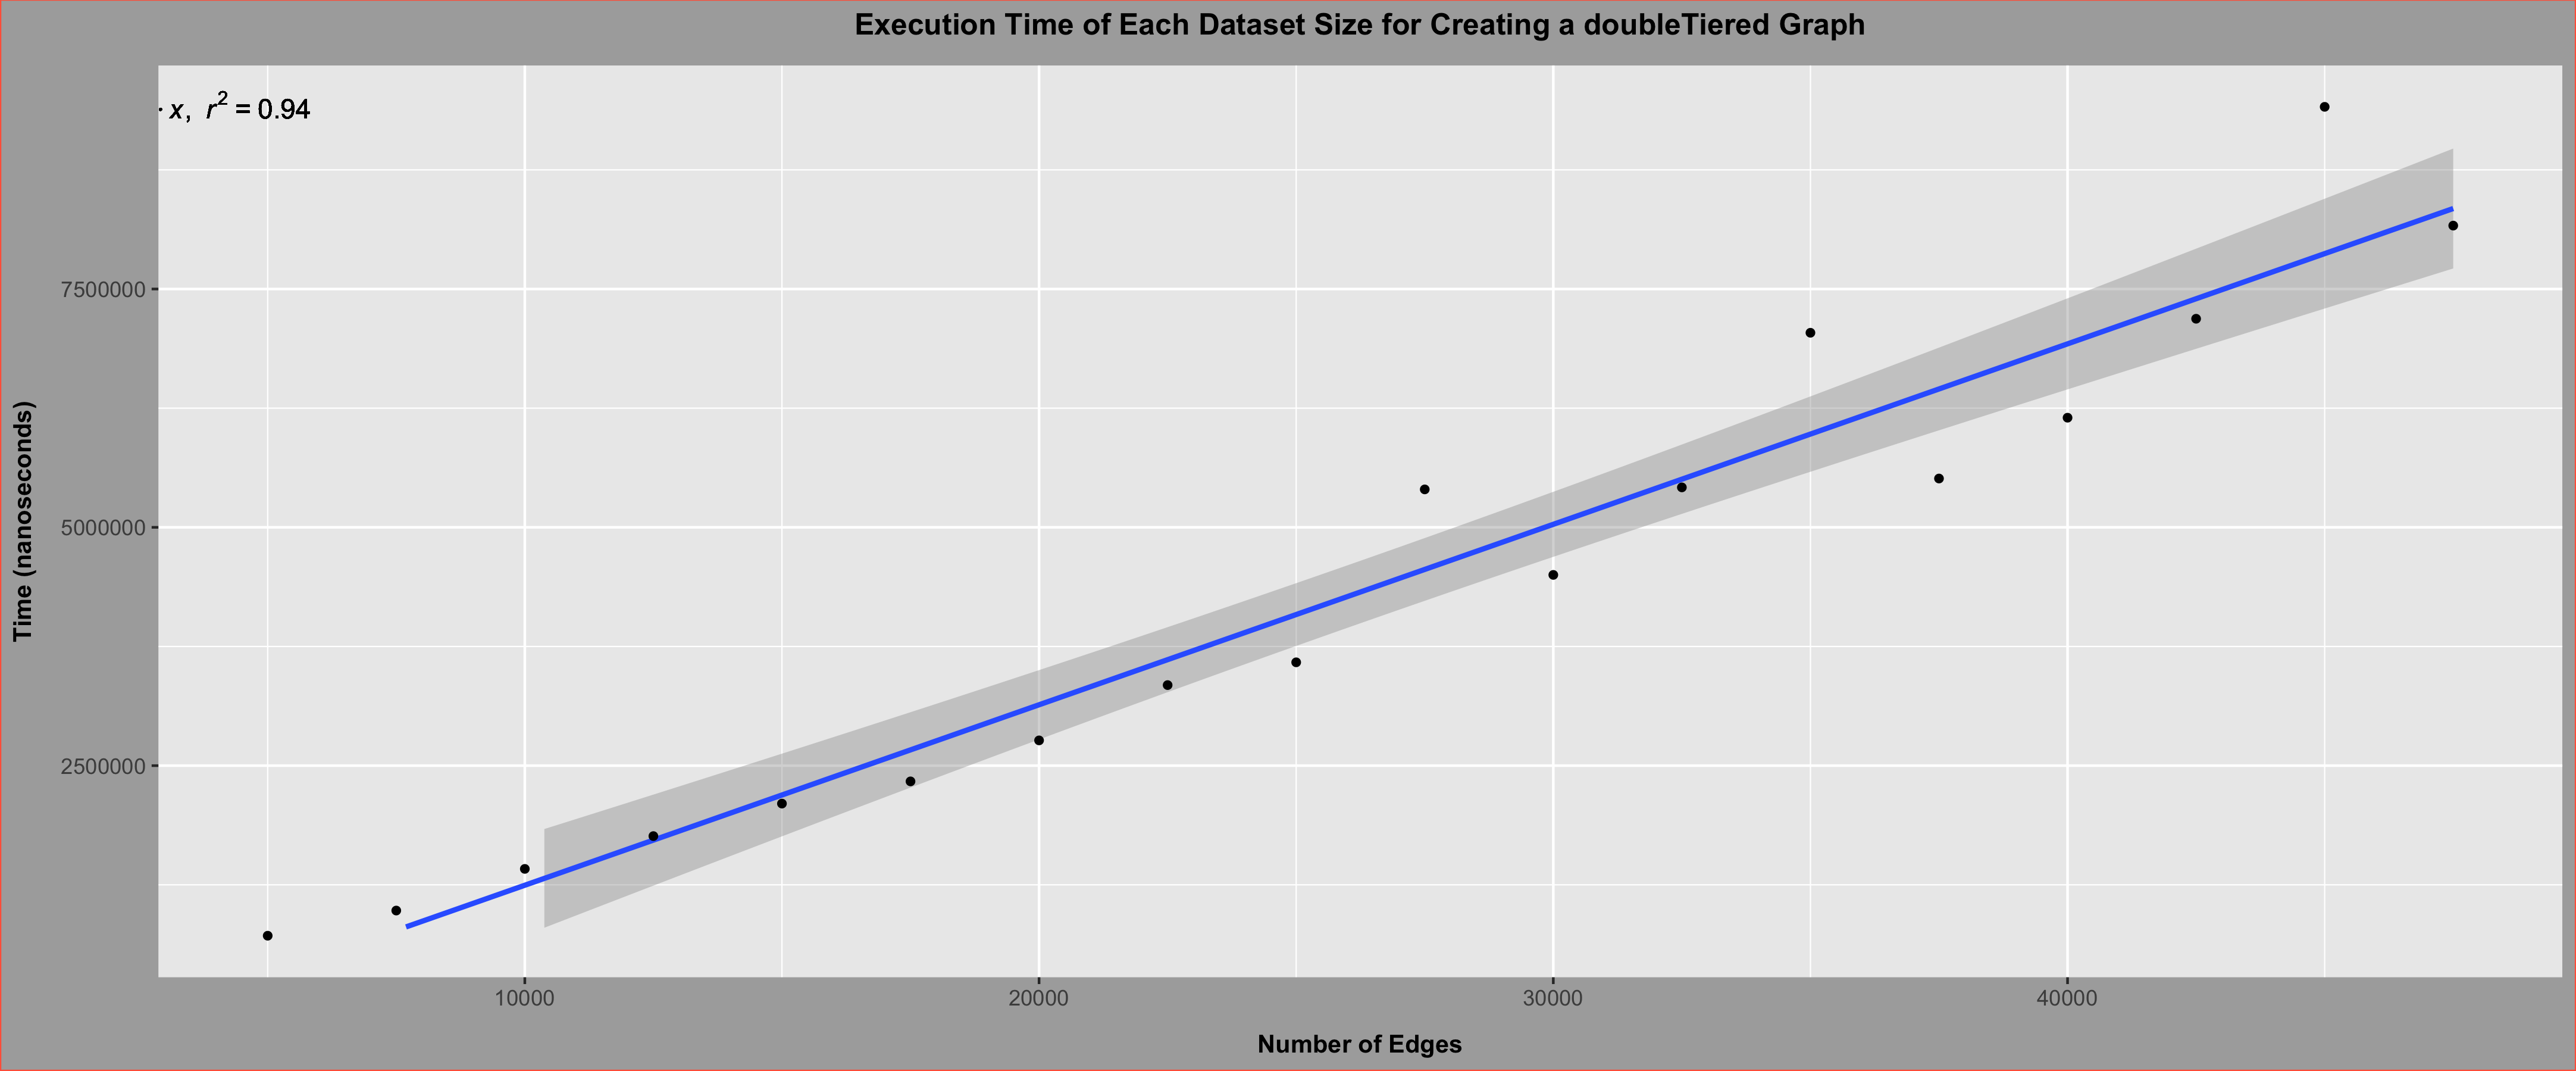 Execution Time of Each Dataset Size for Creating a doubleTiered Graph
· x, r² = 0.94
Time (nanoseconds)
7500000
5000000
2500000
10000 20000 30000 40000
Number of Edges